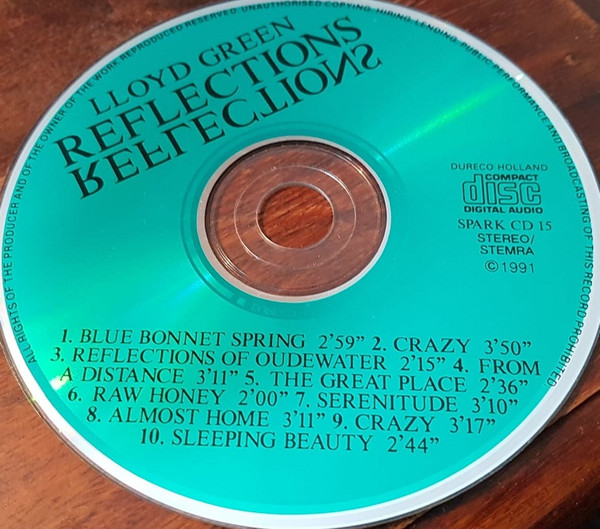 ALL RIGHTS OF THE PRODUCER AND OF THE OWNER OF THE WORK REPRODUCED RESERVED. UNAUTHORISED COPYING, HIRING, LENDING, PUBLIC PERFORMANCE AND BROADCASTING OF THIS RECORD PROHIBITED.
LLOYD GREEN
REFLECTIONS
REFLECTIONS
DURECO HOLLAND
COMPACT
disc
DIGITAL AUDIO
SPARK CD 15
STEREO/
STEMRA
© 1991
1. BLUE BONNET SPRING 2'59" 2. CRAZY 3'50"
3. REFLECTIONS OF OUDEWATER 2'15" 4. FROM
A DISTANCE 3'11" 5. THE GREAT PLACE 2'36"
6. RAW HONEY 2'00" 7. SERENITUDE 3'10"
8. ALMOST HOME 3'11" 9. CRAZY 3'17"
10. SLEEPING BEAUTY 2'44"